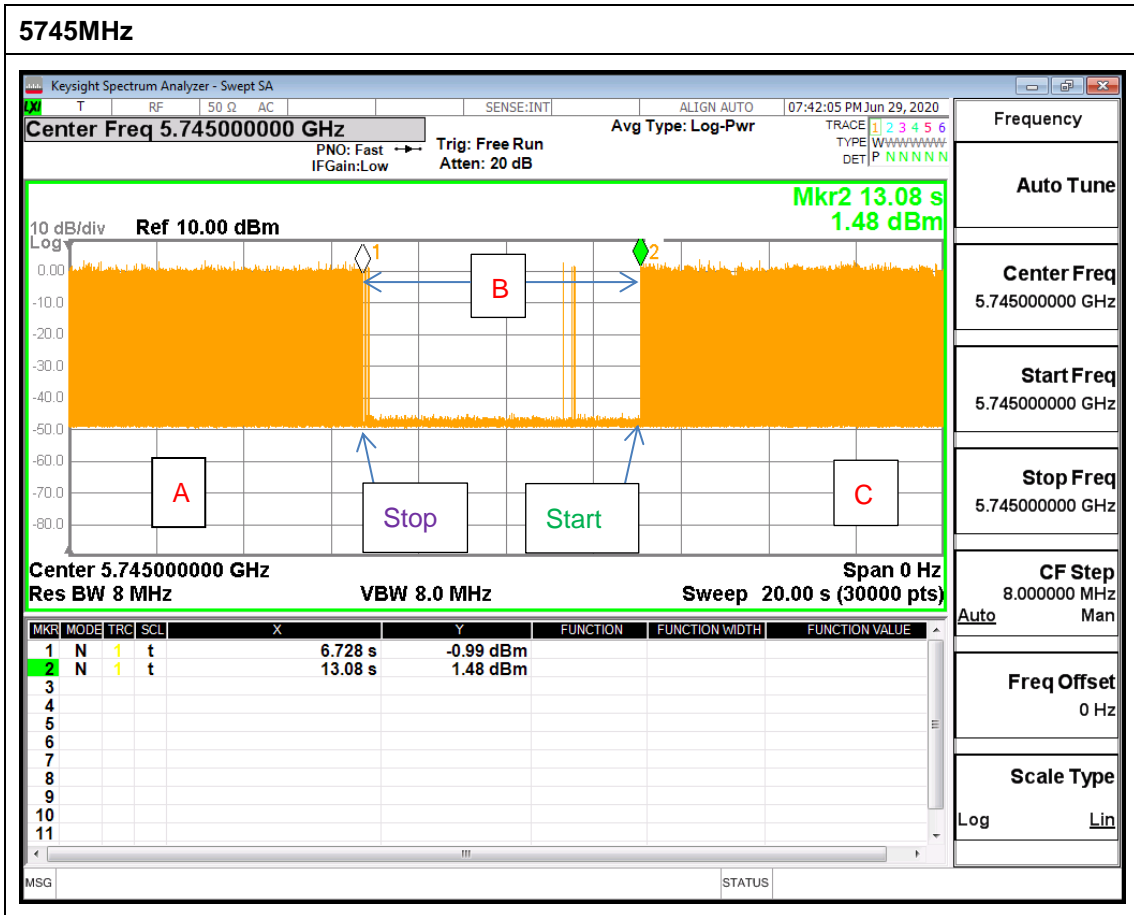 5745MHz
Keysight Spectrum Analyzer - Swept SA
LXI T RF 50 Ω AC SENSE:INT ALIGN AUTO 07:42:05 PM Jun 29, 2020
Center Freq 5.745000000 GHz
PNO: Fast
IFGain:Low
Trig: Free Run
Atten: 20 dB
Avg Type: Log-Pwr
TRACE 1 2 3 4 5 6
TYPE WWWWWWW
DET P N N N N N
Mkr2 13.08 s
1.48 dBm
10 dB/div Ref 10.00 dBm
Log
1
2
0.00
-10.0
-20.0
-30.0
-40.0
-50.0
-60.0
-70.0
-80.0
B
A
Stop
Start
C
Center 5.745000000 GHz Span 0 Hz
Res BW 8 MHz VBW 8.0 MHz Sweep 20.00 s (30000 pts)
MKR MODE TRC SCL X Y FUNCTION FUNCTION WIDTH FUNCTION VALUE
1 N 1 t 6.728 s -0.99 dBm
2 N 1 t 13.08 s 1.48 dBm
3
4
5
6
7
8
9
10
11
MSG STATUS
Frequency
Auto Tune
Center Freq
5.745000000 GHz
Start Freq
5.745000000 GHz
Stop Freq
5.745000000 GHz
CF Step
8.000000 MHz
Auto Man
Freq Offset
0 Hz
Scale Type
Log Lin